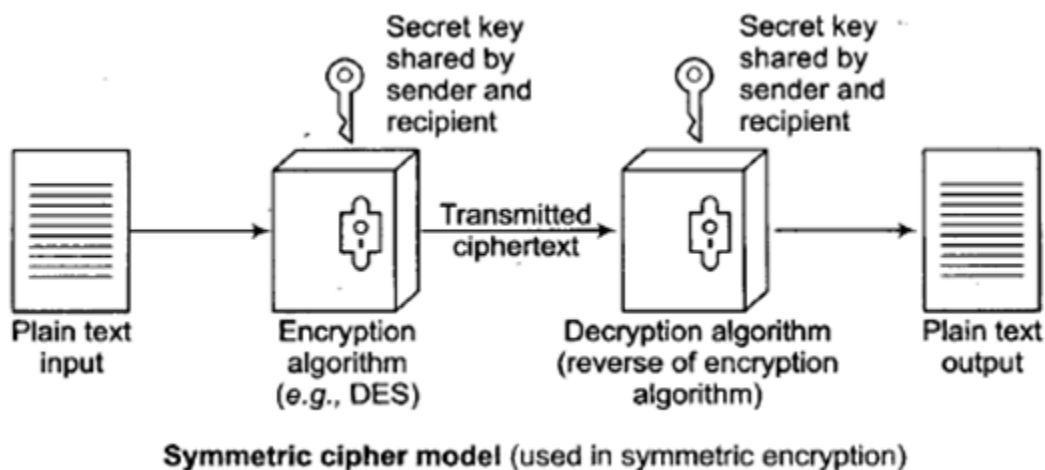 Secret key
shared by
sender and
recipient
Secret key
shared by
sender and
recipient
Transmitted
ciphertext
Plain text
input
Encryption
algorithm
(e.g., DES)
Decryption algorithm
(reverse of encryption
algorithm)
Plain text
output
Symmetric cipher model (used in symmetric encryption)